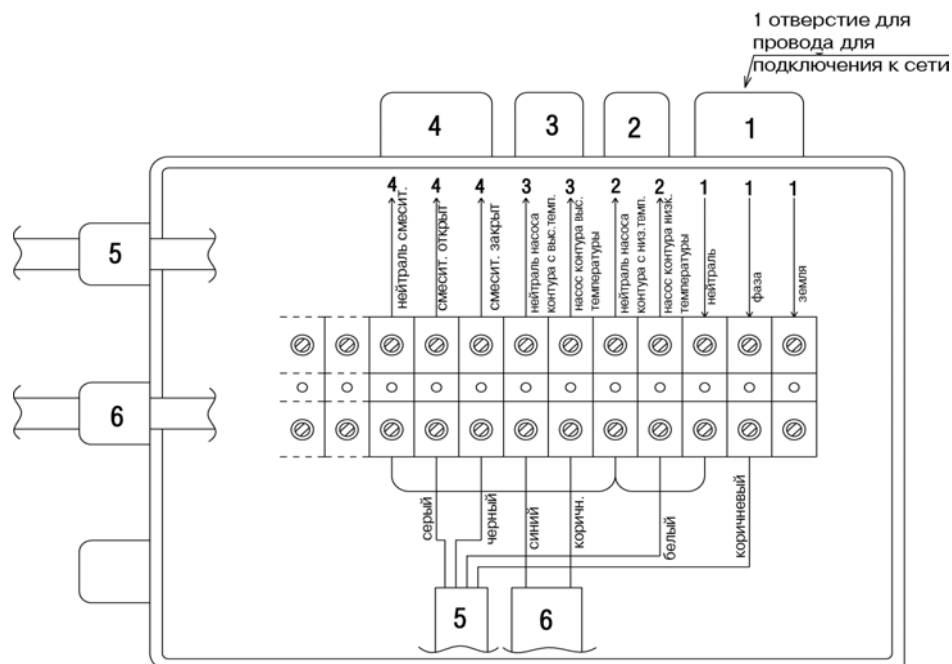 1 отверстие для
провода для
подключения к сети
4
3
2
1
4
4
4
3
3
2
2
1
1
1
нейтраль смесит.
смесит. открыт
смесит. закрыт
нейтраль насоса
контура с выс.темп.
насос контура выс.
температуры
нейтраль насоса
контура с низ.темп.
насос контура низк.
температуры
нейтраль
фаза
земля
5
6
серый
черный
синий
коричн.
белый
коричневый
5
6